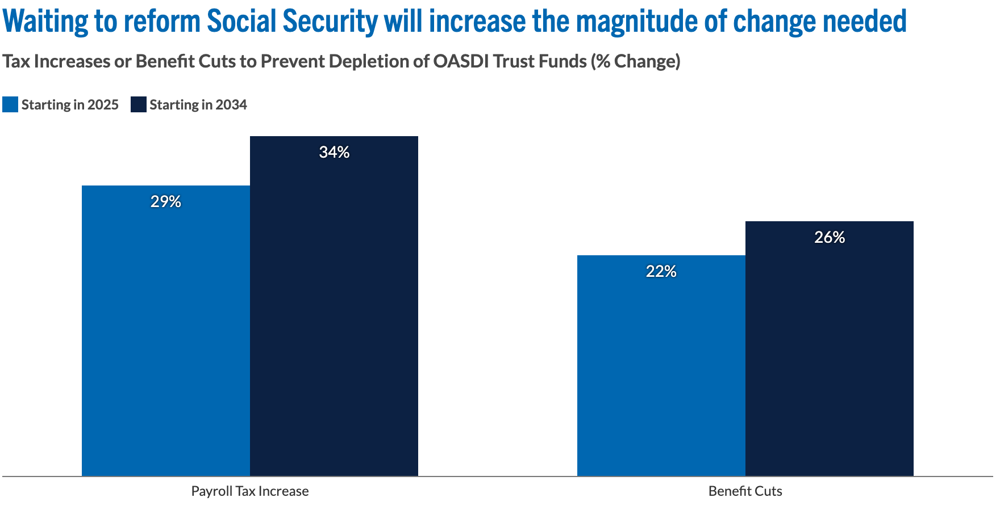 Waiting to reform Social Security will increase the magnitude of change needed
Tax Increases or Benefit Cuts to Prevent Depletion of OASDI Trust Funds (% Change)
Starting in 2025 Starting in 2034
34%
29%
26%
22%
Payroll Tax Increase Benefit Cuts